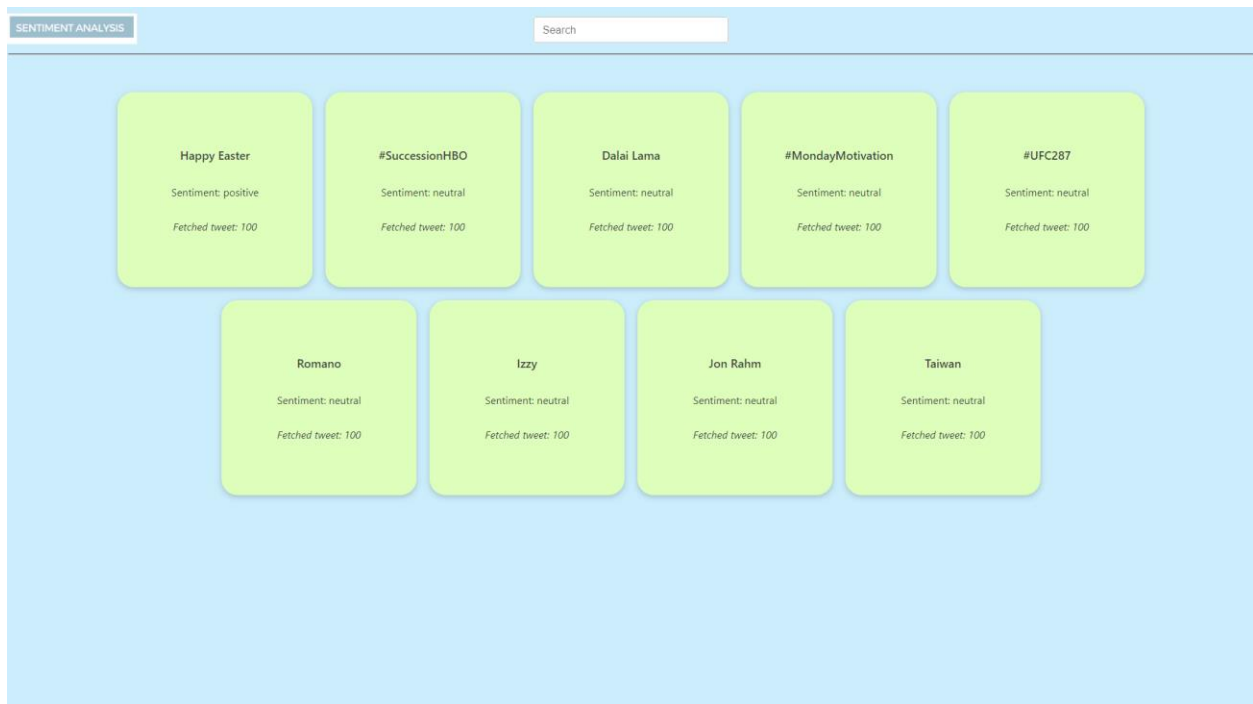 SENTIMENT ANALYSIS
Search
Happy Easter
Sentiment: positive
Fetched tweet: 100
#SuccessionHBO
Sentiment: neutral
Fetched tweet: 100
Dalai Lama
Sentiment: neutral
Fetched tweet: 100
#MondayMotivation
Sentiment: neutral
Fetched tweet: 100
#UFC287
Sentiment: neutral
Fetched tweet: 100
Romano
Sentiment: neutral
Fetched tweet: 100
Izzy
Sentiment: neutral
Fetched tweet: 100
Jon Rahm
Sentiment: neutral
Fetched tweet: 100
Taiwan
Sentiment: neutral
Fetched tweet: 100